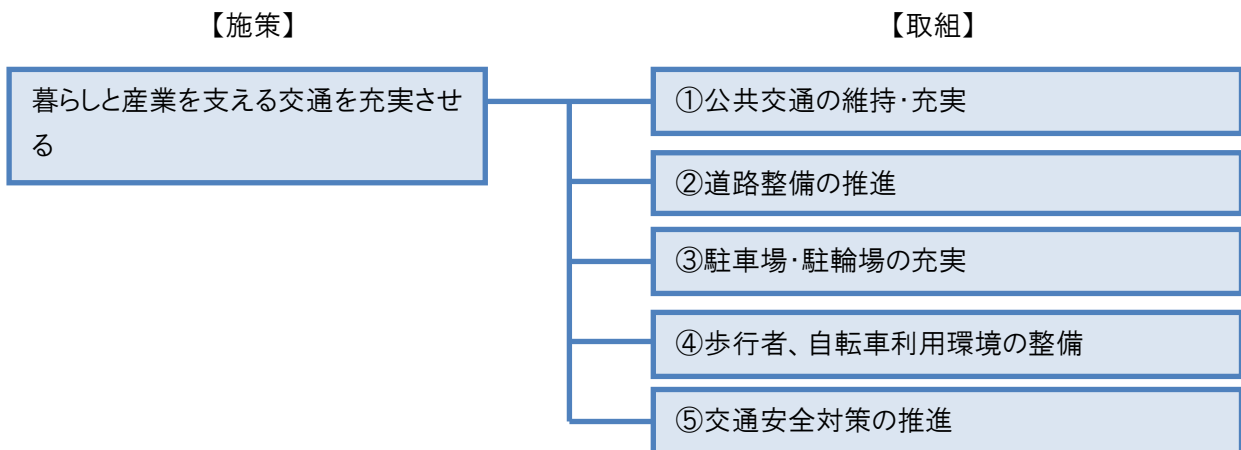 【施策】
【取組】
暮らしと産業を支える交通を充実させ
る
①公共交通の維持・充実
②道路整備の推進
③駐車場・駐輪場の充実
④歩行者、自転車利用環境の整備
⑤交通安全対策の推進